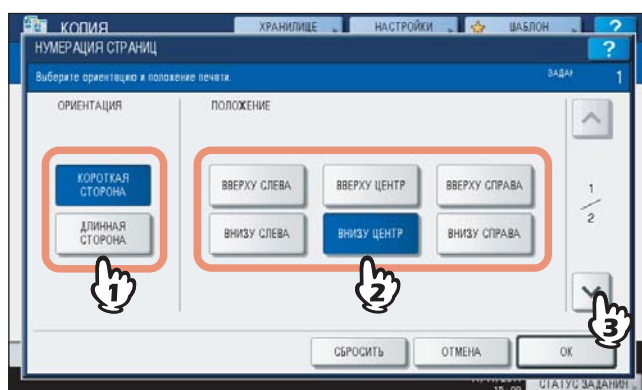 КОПИЯ ХРАНИЛИЩЕ НАСТРОЙКИ ШАБЛОН ?
НУМЕРАЦИЯ СТРАНИЦ ?
Выберите ориентацию и положение печати. 1
ОРИЕНТАЦИЯ ПОЛОЖЕНИЕ
КОРОТКАЯ
СТОРОНА
ВВЕРХУ СЛЕВА ВВЕРХУ ЦЕНТР ВВЕРХУ СПРАВА
1
2
ДЛИННАЯ
СТОРОНА
ВНИЗУ СЛЕВА ВНИЗУ ЦЕНТР ВНИЗУ СПРАВА
1 2 3
СБРОСИТЬ ОТМЕНА OK
СТАТУС ЗАДАНИЯ